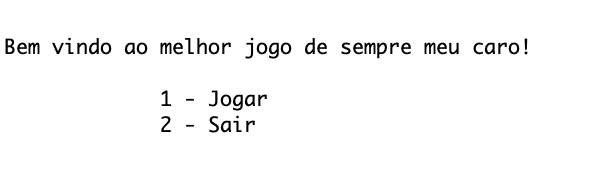 Bem vindo ao melhor jogo de sempre meu caro!
1 - Jogar
2 - Sair